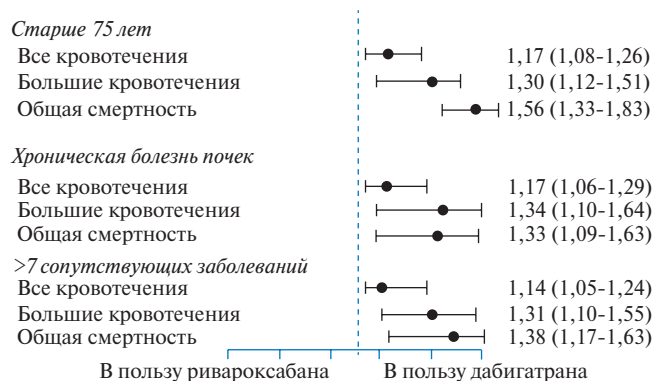 Старше 75 лет
Все кровотечения 1,17 (1,08-1,26)
Большие кровотечения 1,30 (1,12-1,51)
Общая смертность 1,56 (1,33-1,83)
Хроническая болезнь почек
Все кровотечения 1,17 (1,06-1,29)
Большие кровотечения 1,34 (1,10-1,64)
Общая смертность 1,33 (1,09-1,63)
>7 сопутствующих заболеваний
Все кровотечения 1,14 (1,05-1,24)
Большие кровотечения 1,31 (1,10-1,55)
Общая смертность 1,38 (1,17-1,63)
В пользу ривароксабана В пользу дабигатрана